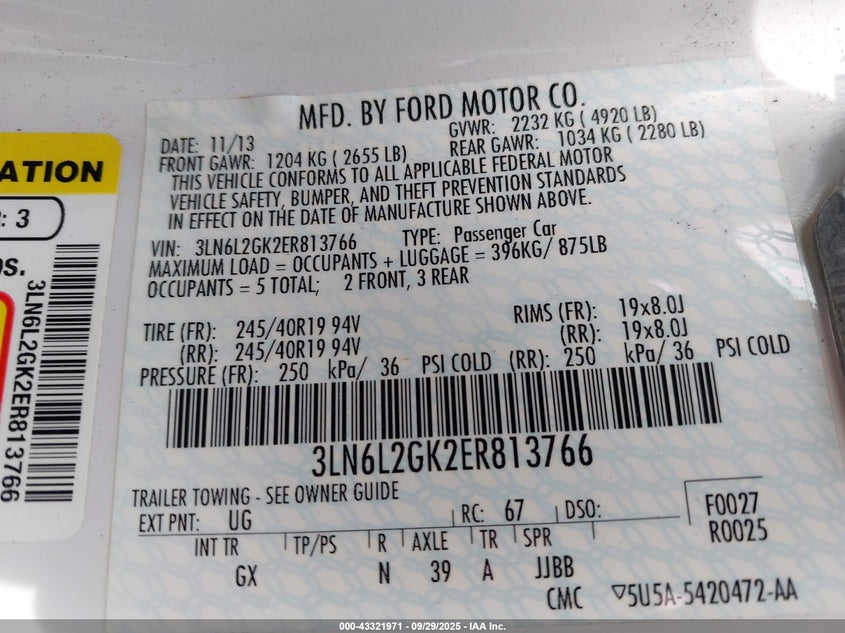 MFD. BY FORD MOTOR CO.
DATE: 11/13 GVWR: 2232 KG ( 4920 LB)
FRONT GAWR: 1204 KG ( 2655 LB) REAR GAWR: 1034 KG ( 2280 LB)
THIS VEHICLE CONFORMS TO ALL APPLICABLE FEDERAL MOTOR
VEHICLE SAFETY, BUMPER, AND THEFT PREVENTION STANDARDS
IN EFFECT ON THE DATE OF MANUFACTURE SHOWN ABOVE.
VIN: 3LN6L2GK2ER813766 TYPE: Passenger Car
MAXIMUM LOAD = OCCUPANTS + LUGGAGE = 396KG/ 875LB
OCCUPANTS = 5 TOTAL; 2 FRONT, 3 REAR
TIRE (FR): 245/40R19 94V RIMS (FR): 19x8.0J
(RR): 245/40R19 94V (RR): 19x8.0J
PRESSURE (FR): 250 kPa/ 36 PSI COLD (RR): 250 kPa/ 36 PSI COLD
3LN6L2GK2ER813766
TRAILER TOWING - SEE OWNER GUIDE
EXT PNT: UG RC: 67 DSO: F0027
R0025
INT TR TP/PS R AXLE TR SPR
GX N 39 A JJBB
CMC ▽5U5A-5420472-AA
ATION
: 3
3LN6L2GK2ER813766
000-43321971 - 09/29/2025 - IAA Inc.